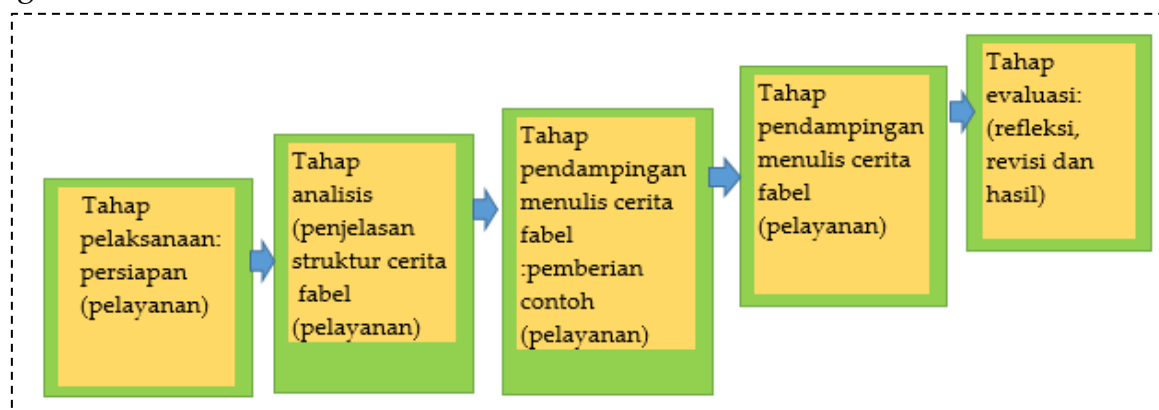 Tahap
pelaksanaan:
persiapan
(pelayanan)
Tahap
analisis
(penjelasan
struktur cerita
fabel
(pelayanan)
Tahap
pendampingan
menulis cerita
fabel
:pemberian
contoh
(pelayanan)
Tahap
pendampingan
menulis cerita
fabel
(pelayanan)
Tahap
evaluasi:
(refleksi,
revisi dan
hasil)